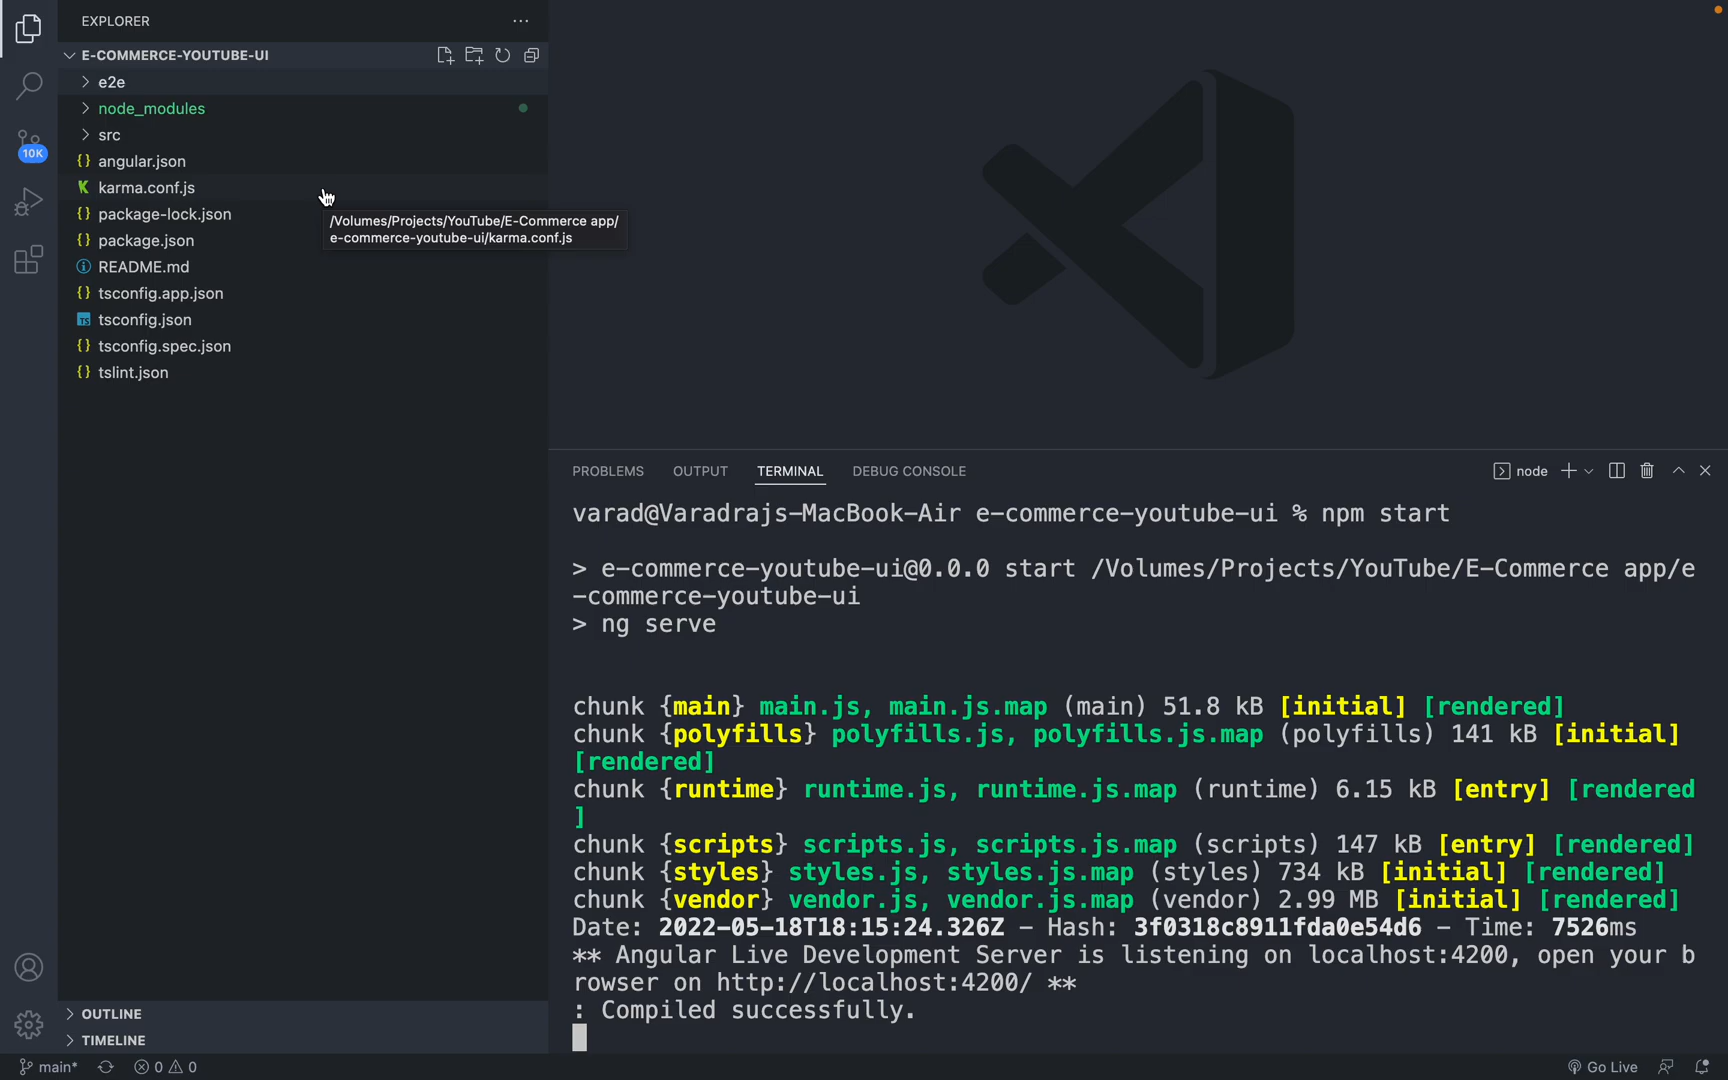 EXPLORER
E-COMMERCE-YOUTUBE-UI
e2e
node_modules
src
10K
{} angular.json
karma.conf.js
{} package-lock.json
{} package.json
README.md
{} tsconfig.app.json
TS tsconfig.json
{} tsconfig.spec.json
{} tslint.json
/Volumes/Projects/YouTube/E-Commerce app/
e-commerce-youtube-ui/karma.conf.js
PROBLEMS OUTPUT TERMINAL DEBUG CONSOLE node
varad@Varadrajs-MacBook-Air e-commerce-youtube-ui % npm start
> e-commerce-youtube-ui@0.0.0 start /Volumes/Projects/YouTube/E-Commerce app/e
-commerce-youtube-ui
> ng serve
chunk {main} main.js, main.js.map (main) 51.8 kB [initial] [rendered]
chunk {polyfills} polyfills.js, polyfills.js.map (polyfills) 141 kB [initial]
[rendered]
chunk {runtime} runtime.js, runtime.js.map (runtime) 6.15 kB [entry] [rendered
]
chunk {scripts} scripts.js, scripts.js.map (scripts) 147 kB [entry] [rendered]
chunk {styles} styles.js, styles.js.map (styles) 734 kB [initial] [rendered]
chunk {vendor} vendor.js, vendor.js.map (vendor) 2.99 MB [initial] [rendered]
Date: 2022-05-18T18:15:24.326Z - Hash: 3f0318c8911fda0e54d6 - Time: 7526ms
** Angular Live Development Server is listening on localhost:4200, open your b
rowser on http://localhost:4200/ **
: Compiled successfully.
OUTLINE
TIMELINE
main* 0 0 Go Live